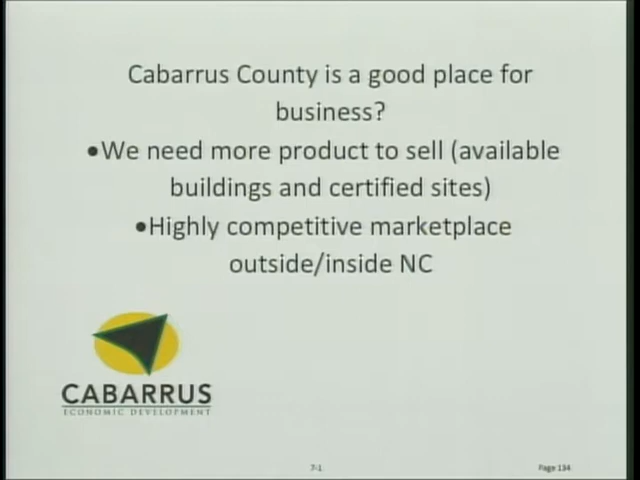 Cabarrus County is a good place for
business?
•We need more product to sell (available
buildings and certified sites)
•Highly competitive marketplace
outside/inside NC
CABARRUS
ECONOMIC DEVELOPMENT
7-1
Page 134